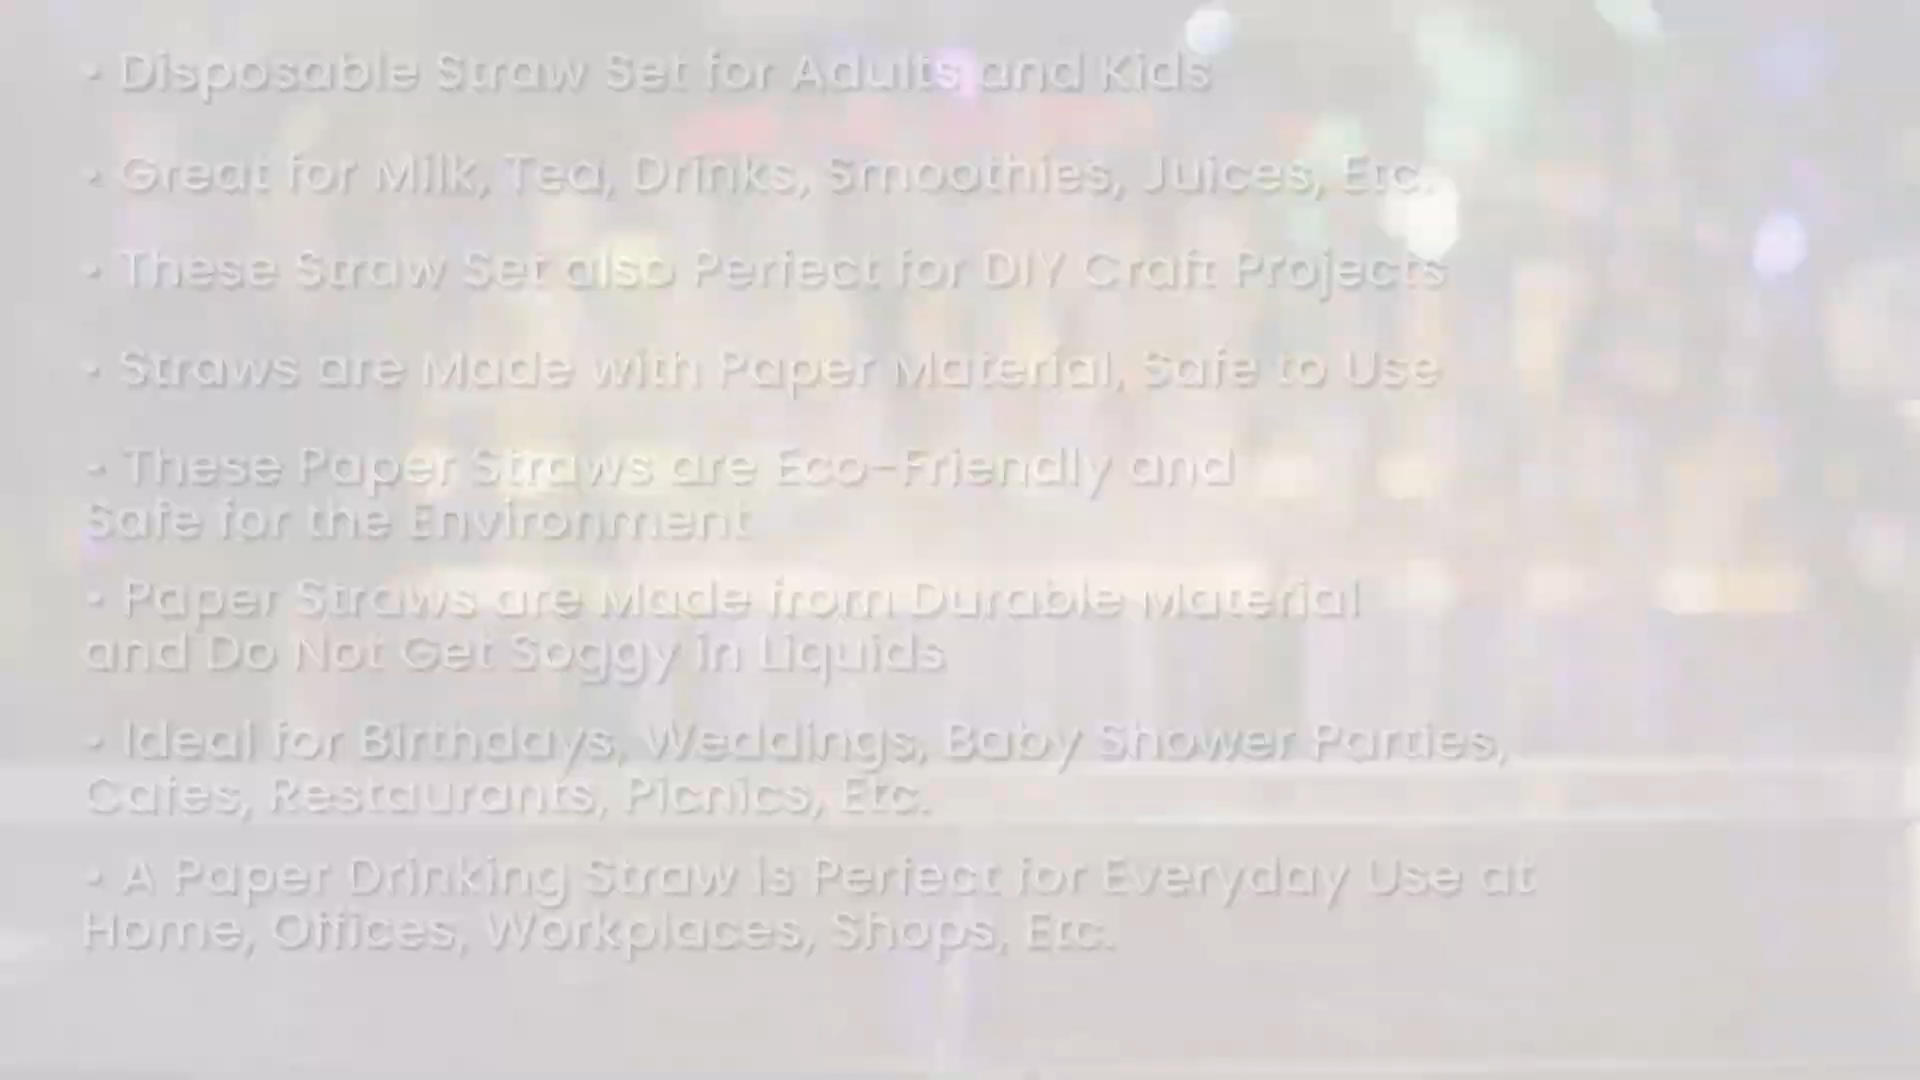 • Disposable Straw Set for Adults and Kids
• Great for Milk, Tea, Drinks, Smoothies, Juices, Etc.
• These Straw Set also Perfect for DIY Craft Projects
• Straws are Made with Paper Material, Safe to Use
• These Paper Straws are Eco-Friendly and
Safe for the Environment
• Paper Straws are Made from Durable Material
and Do Not Get Soggy in Liquids
• Ideal for Birthdays, Weddings, Baby Shower Parties,
Cafes, Restaurants, Picnics, Etc.
• A Paper Drinking Straw is Perfect for Everyday Use at
Home, Offices, Workplaces, Shops, Etc.